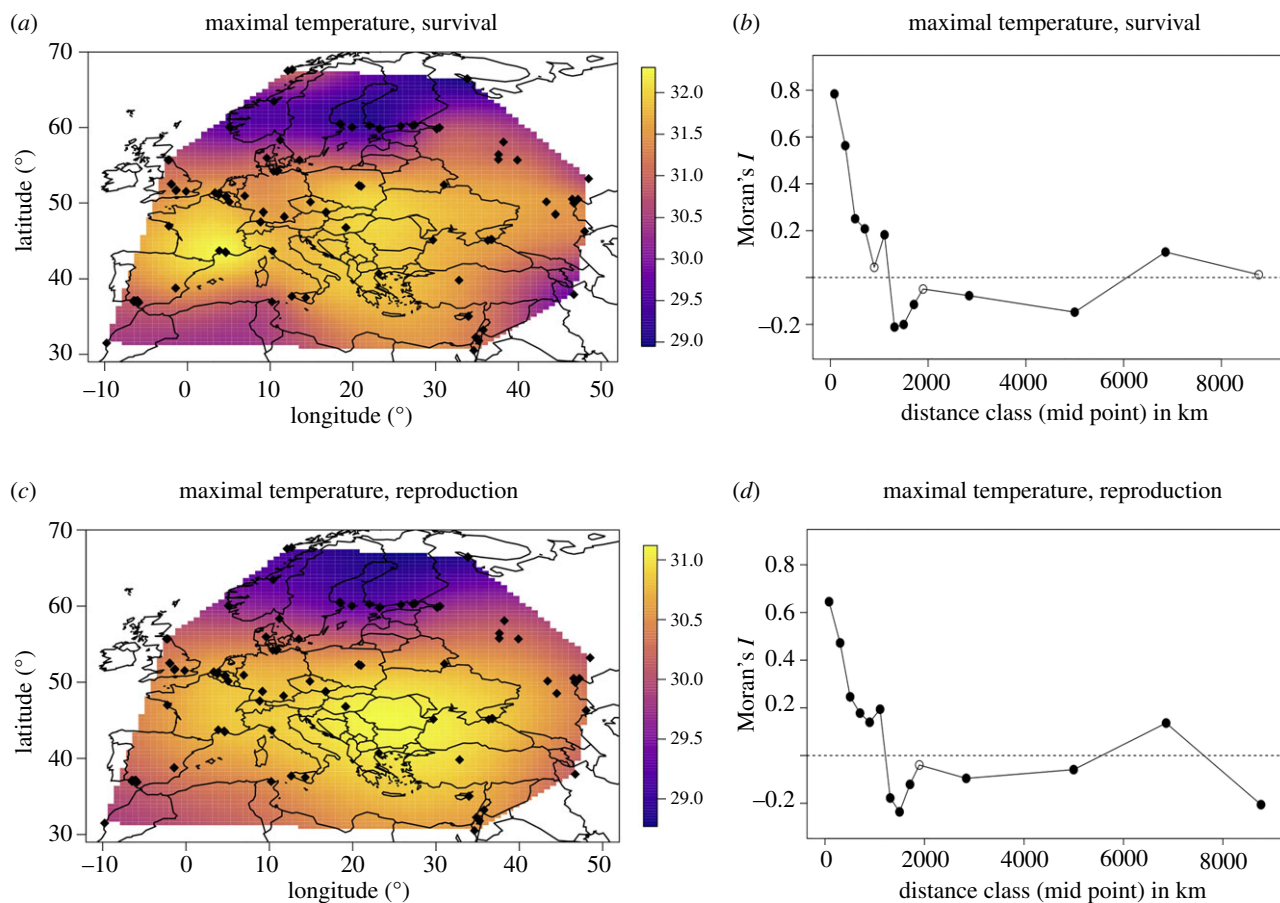 (a) maximal temperature, survival
70
60
50
40
30
latitude (°)
−10 0 10 20 30 40 50
longitude (°)
32.0
31.5
31.0
30.5
30.0
29.5
29.0
(b) maximal temperature, survival
0.8
0.6
0.4
0.2
−0.2
Moran's I
0 2000 4000 6000 8000
distance class (mid point) in km
(c) maximal temperature, reproduction
70
60
50
40
30
latitude (°)
−10 0 10 20 30 40 50
longitude (°)
31.0
30.5
30.0
29.5
29.0
(d) maximal temperature, reproduction
0.8
0.6
0.4
0.2
−0.2
Moran's I
0 2000 4000 6000 8000
distance class (mid point) in km